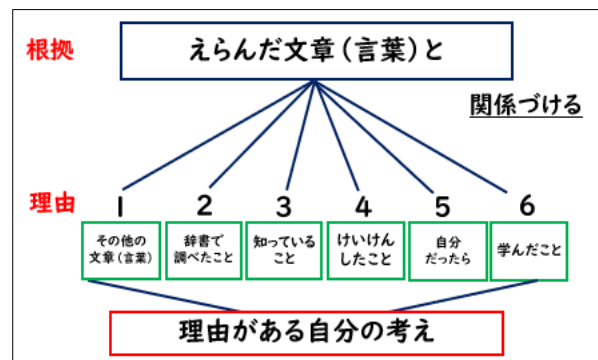 根拠
えらんだ文章(言葉)と
関係づける
理由
1 2 3 4 5 6
その他の
文章(言葉)
辞書で
調べたこと
知っている
こと
けいけん
したこと
自分
だったら
学んだこと
理由がある自分の考え